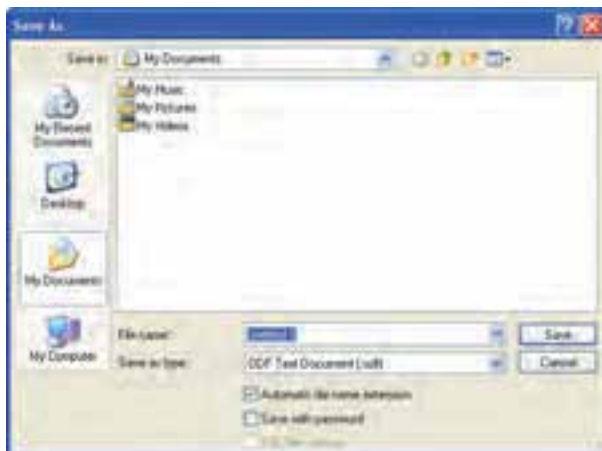 Save As
Save in: My Documents
My Music
My Pictures
My Videos
My Recent
Documents
Desktop
My Documents
My Computer
File name:
Save
Save as type: ODF Text Document (.odt)
Cancel
Automatic file name extension
Save with password